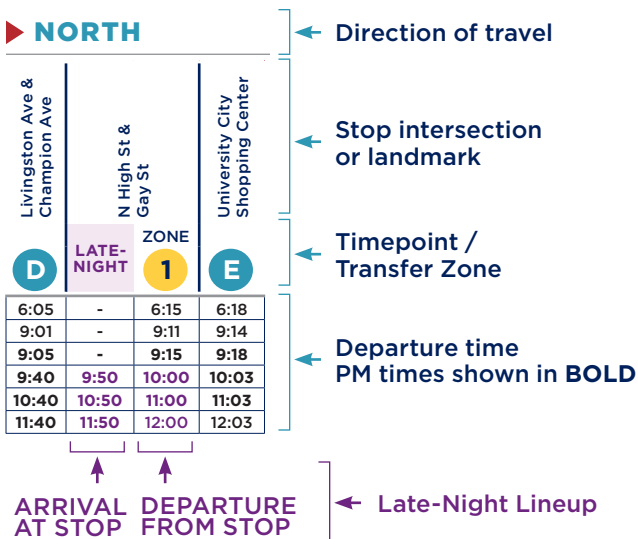 NORTH
Direction of travel
Livingston Ave &
Champion Ave
N High St &
Gay St
University City
Shopping Center
Stop intersection
or landmark
D
LATE-
NIGHT
ZONE
1
E
Timepoint /
Transfer Zone
6:05 - 6:15 6:18
9:01 - 9:11 9:14
9:05 - 9:15 9:18
9:40 9:50 10:00 10:03
10:40 10:50 11:00 11:03
11:40 11:50 12:00 12:03
Departure time
PM times shown in BOLD
ARRIVAL
AT STOP
DEPARTURE
FROM STOP
Late-Night Lineup